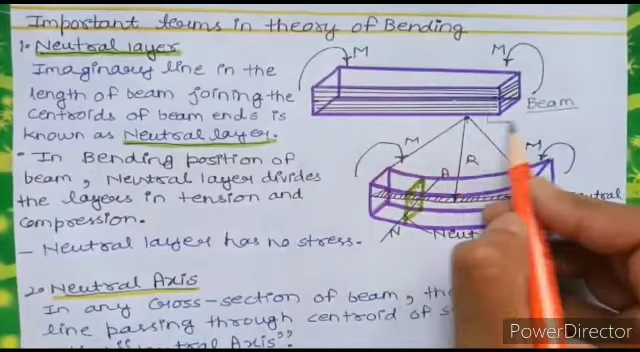 Important terms in theory of Bending
1. Neutral layer
Imaginary line in the
length of beam joining the
centroids of beam ends is
known as Neutral layer.
• In Bending position of
beam, Neutral layer divides
the layers in tension and
compression.
- Neutral layer has no stress.
2. Neutral Axis
In any cross-section of beam, the
line passing through centroid of
M
M
Beam
M
M
A
R
N
PowerDirector